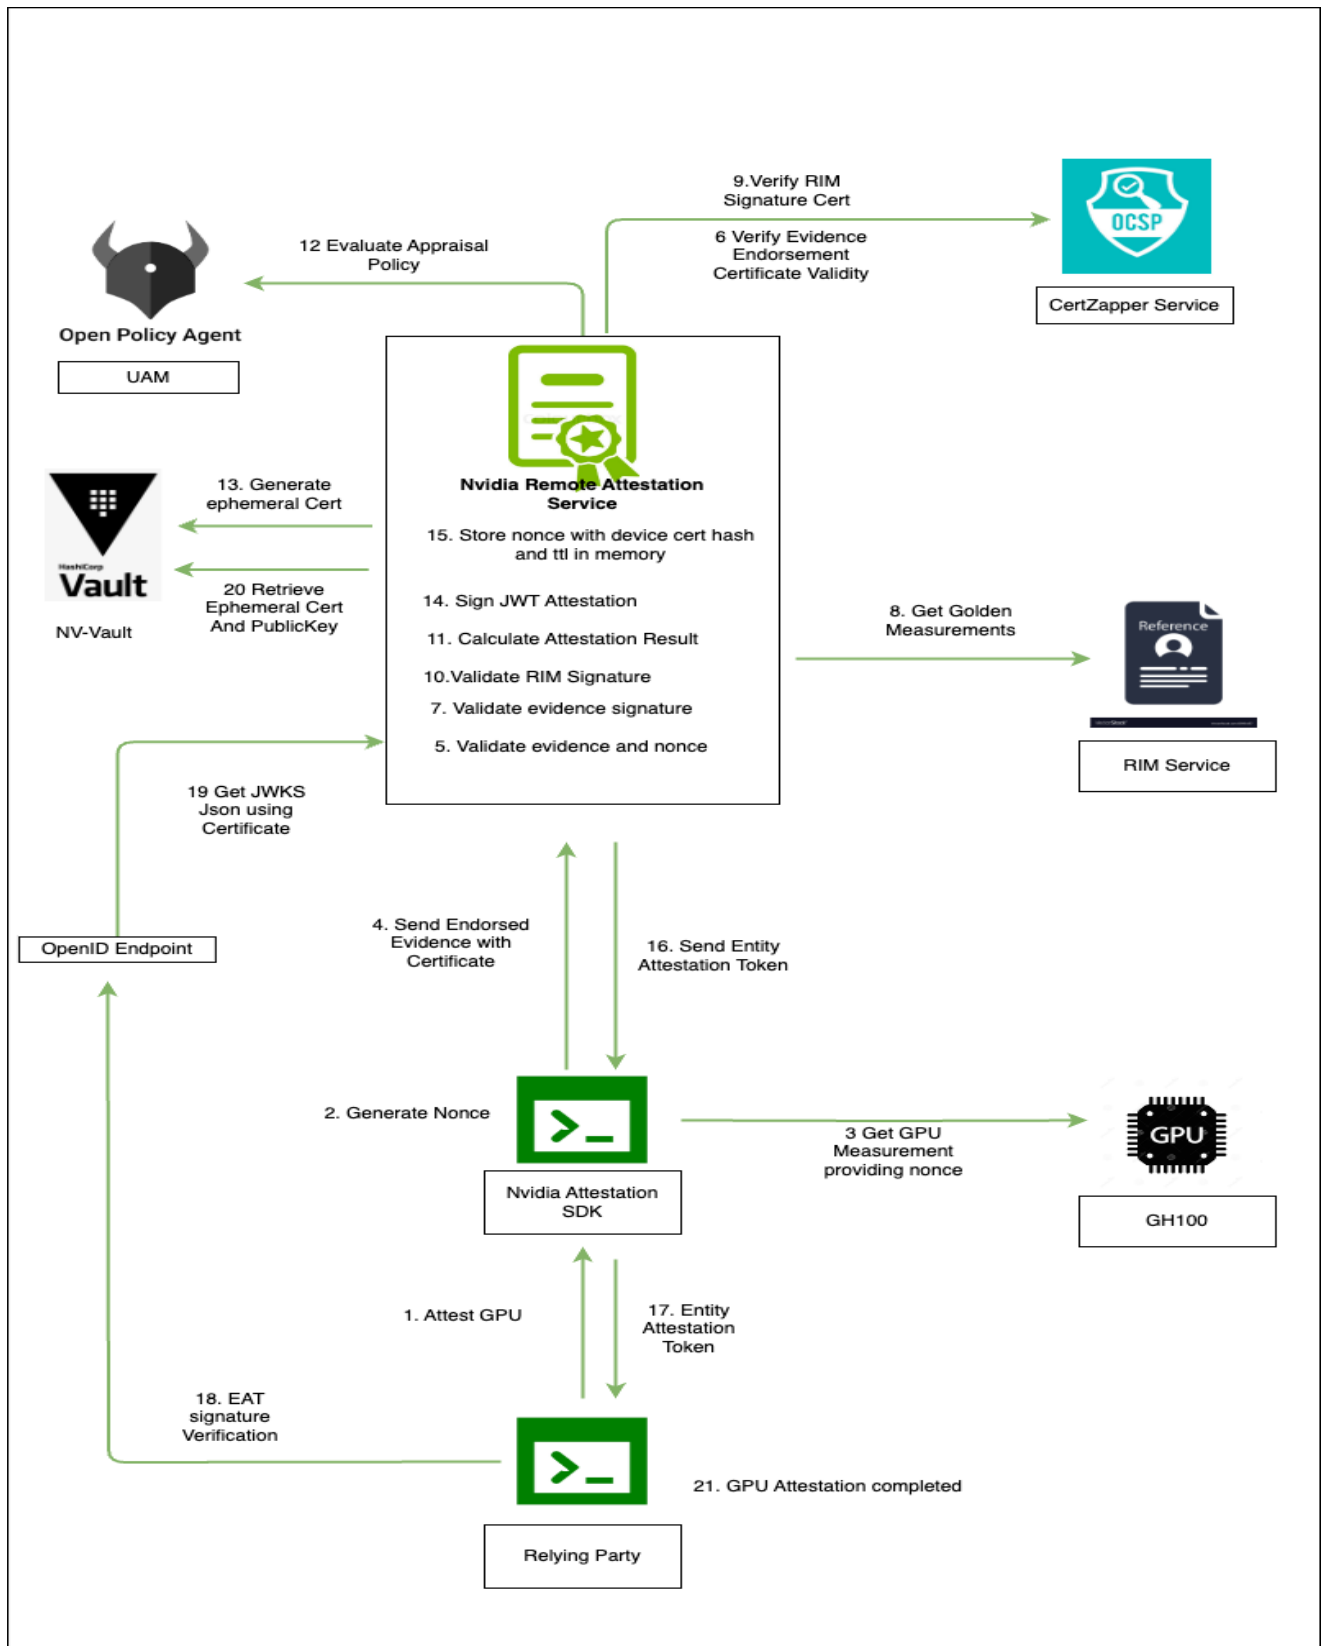 9.Verify RIM
Signature Cert
6 Verify Evidence
Endorsement
Certificate Validity
OCSP
CertZapper Service
12 Evaluate Appraisal
Policy
Open Policy Agent
UAM
Nvidia Remote Attestation
Service
15. Store nonce with device cert hash
and ttl in memory
14. Sign JWT Attestation
11. Calculate Attestation Result
10.Validate RIM Signature
7. Validate evidence signature
5. Validate evidence and nonce
13. Generate
ephemeral Cert
HashiCorp
Vault
20 Retrieve
Ephemeral Cert
And PublicKey
NV-Vault
8. Get Golden
Measurements
Reference
RIM Service
19 Get JWKS
Json using
Certificate
OpenID Endpoint
4. Send Endorsed
Evidence with
Certificate
16. Send Entity
Attestation Token
2. Generate Nonce
Nvidia Attestation
SDK
3 Get GPU
Measurement
providing nonce
GPU
GH100
1. Attest GPU
17. Entity
Attestation
Token
18. EAT
signature
Verification
21. GPU Attestation completed
Relying Party